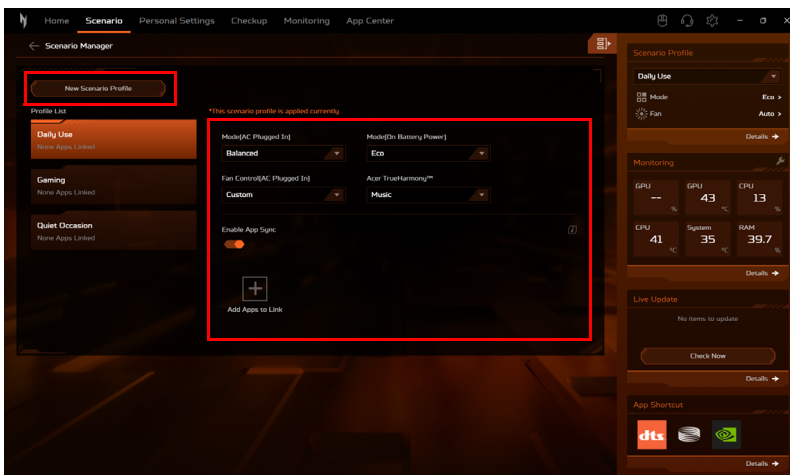 Home Scenario Personal Settings Checkup Monitoring App Center
Scenario Manager
New Scenario Profile
Profile List
Daily Use
None Apps Linked
Gaming
None Apps Linked
Quiet Occasion
None Apps Linked
*This scenario profile is applied currently
Mode[AC Plugged In] Mode[On Battery Power]
Balanced Eco
Fan Control[AC Plugged In] Acer TrueHarmony™
Custom Music
Enable App Sync
Add Apps to Link
Scenario Profile
Daily Use
Mode Eco >
Fan Auto >
Details →
Monitoring
GPU GPU CPU
-- % 43 °C 13 %
CPU System RAM
41 °C 35 °C 39.7 %
Details →
Live Update
No items to update
Check Now
Details →
App Shortcut
dts
Details →